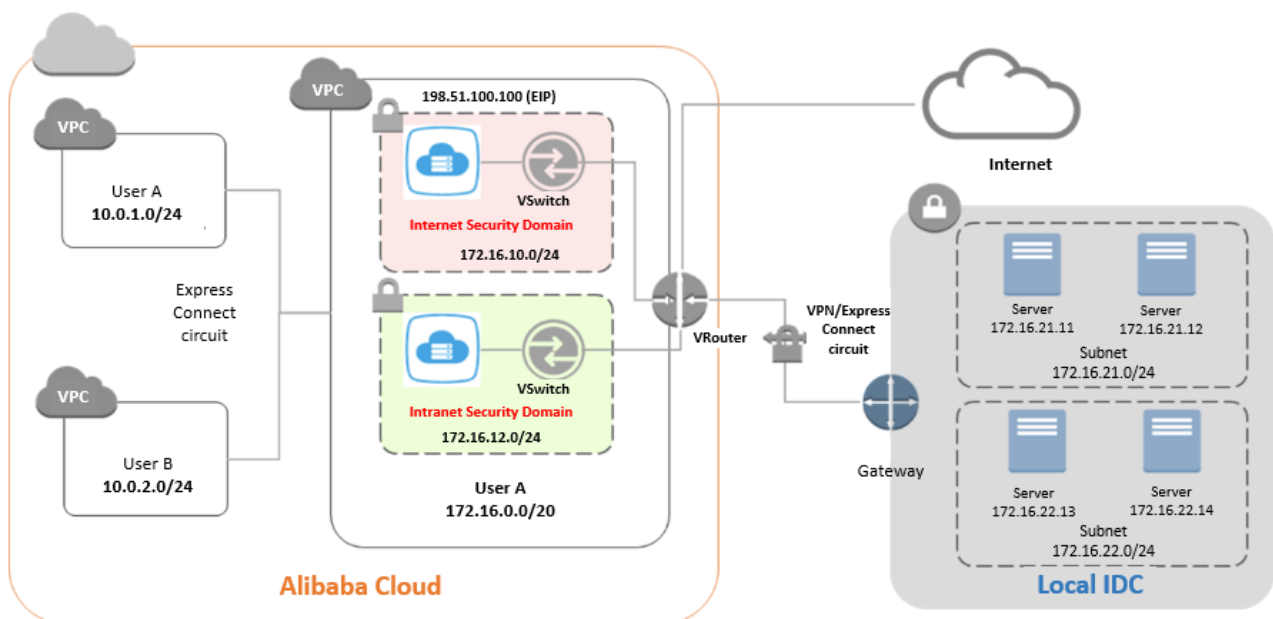 VPC
User A
10.0.1.0/24
Express
Connect
circuit
VPC
User B
10.0.2.0/24
VPC
198.51.100.100 (EIP)
VSwitch
Internet Security Domain
172.16.10.0/24
VSwitch
Intranet Security Domain
172.16.12.0/24
User A
172.16.0.0/20
Alibaba Cloud
VRouter
Internet
VPN/Express
Connect
circuit
Gateway
Server
172.16.21.11
Server
172.16.21.12
Subnet
172.16.21.0/24
Server
172.16.22.13
Server
172.16.22.14
Subnet
172.16.22.0/24
Local IDC